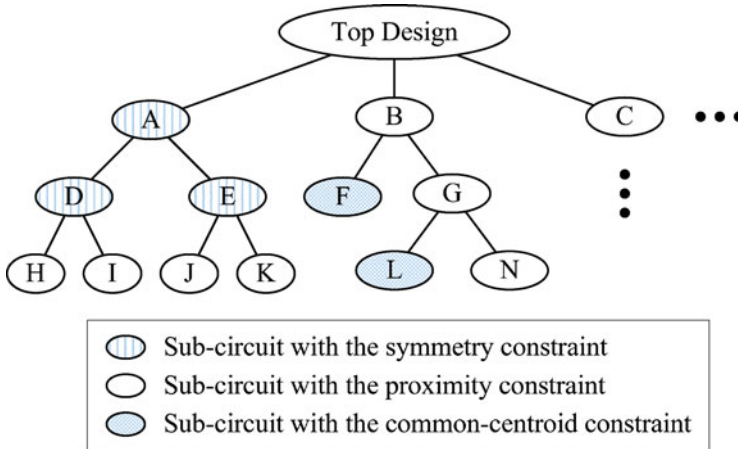 Top Design
A B C
D E F G
H I J K L N
Sub-circuit with the symmetry constraint
Sub-circuit with the proximity constraint
Sub-circuit with the common-centroid constraint